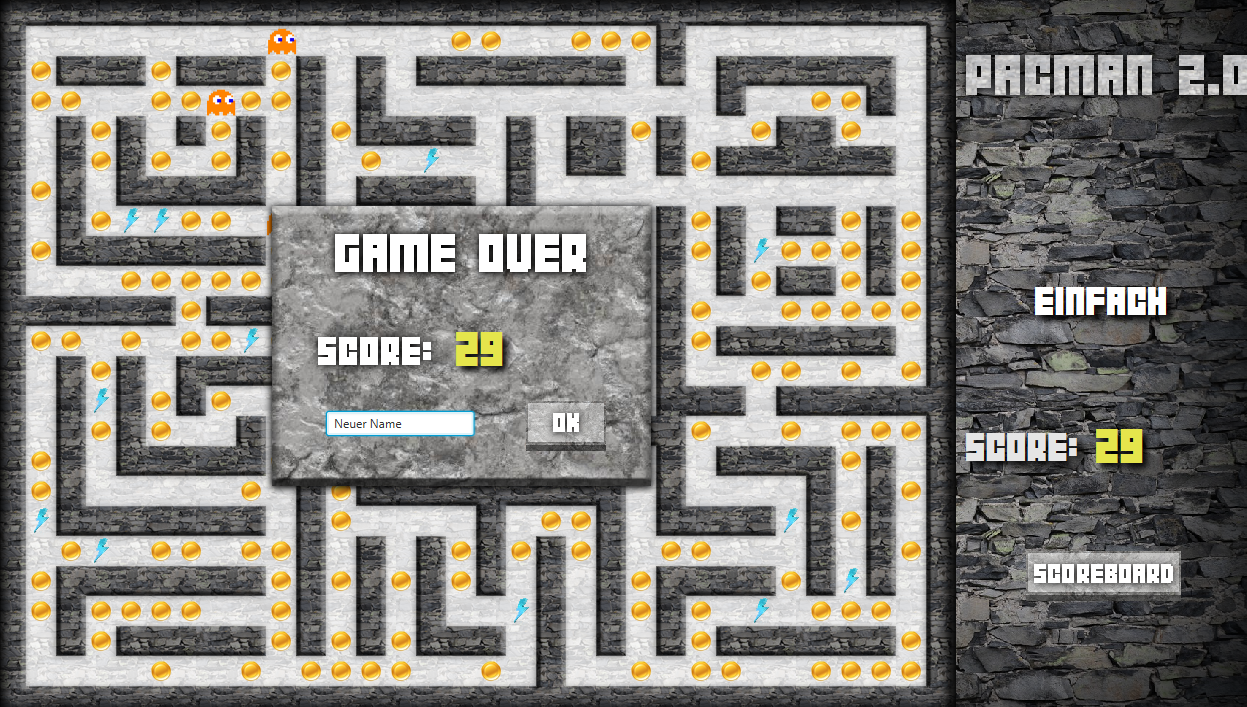 PACMAN 2.0
GAME OVER
EINFACH
SCORE: 29
Neuer Name
OK
SCORE: 29
SCOREBOARD